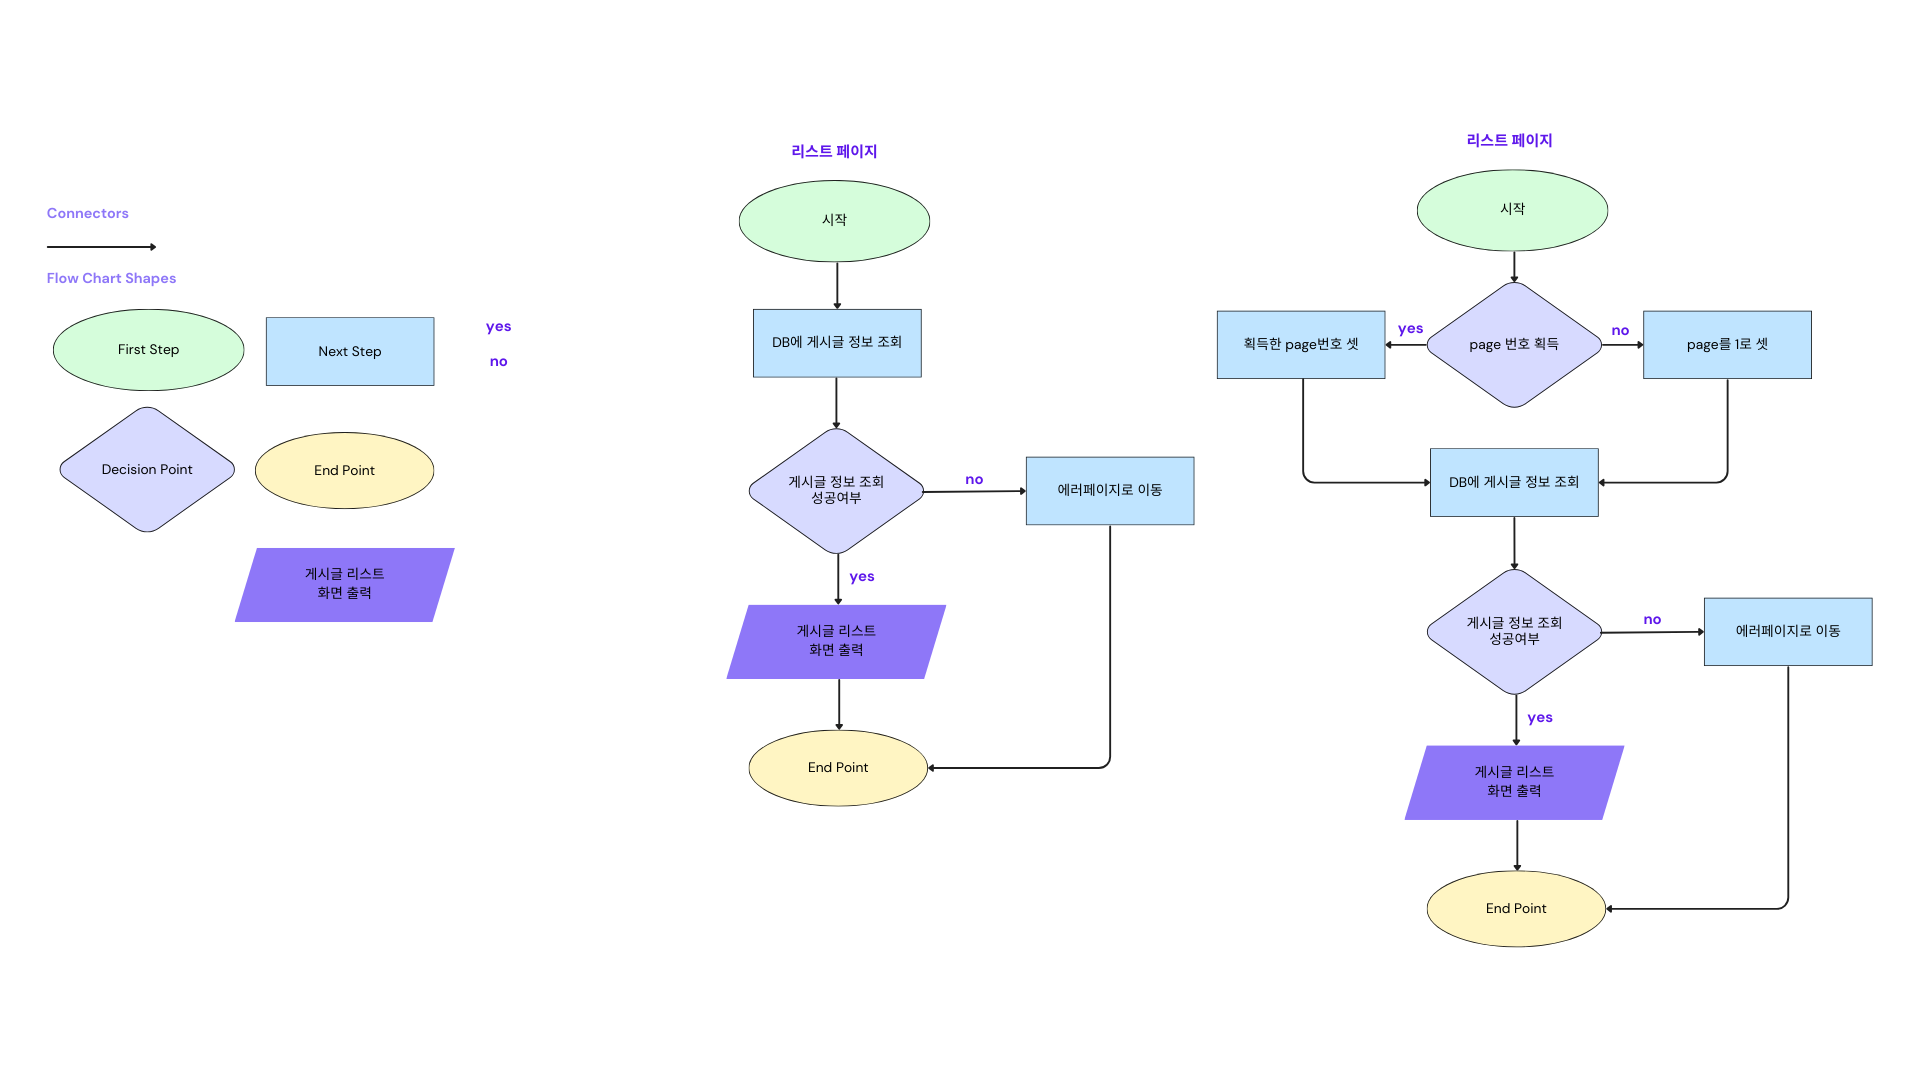 Connectors
Flow Chart Shapes
First Step
Next Step
yes
no
Decision Point
End Point
게시글 리스트
화면 출력
리스트 페이지
시작
DB에 게시글 정보 조회
게시글 정보 조회
성공여부
no
에러페이지로 이동
yes
게시글 리스트
화면 출력
End Point
리스트 페이지
시작
page 번호 획득
yes
획득한 page번호 셋
no
page를 1로 셋
DB에 게시글 정보 조회
게시글 정보 조회
성공여부
no
에러페이지로 이동
yes
게시글 리스트
화면 출력
End Point